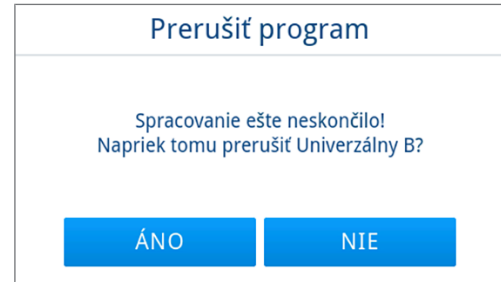 Prerušiť program
Spracovanie ešte neskončilo!
Napriek tomu prerušiť Univerzálny B?
ÁNO
NIE